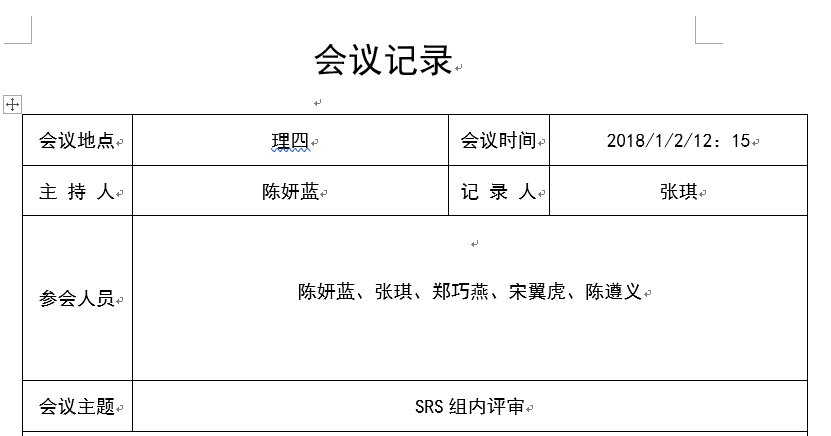 会议记录
会议地点 理四 会议时间 2018/1/2/12：15
主 持 人 陈妍蓝 记 录 人 张琪
参会人员 陈妍蓝、张琪、郑巧燕、宋翼虎、陈遵义
会议主题 SRS 组内评审